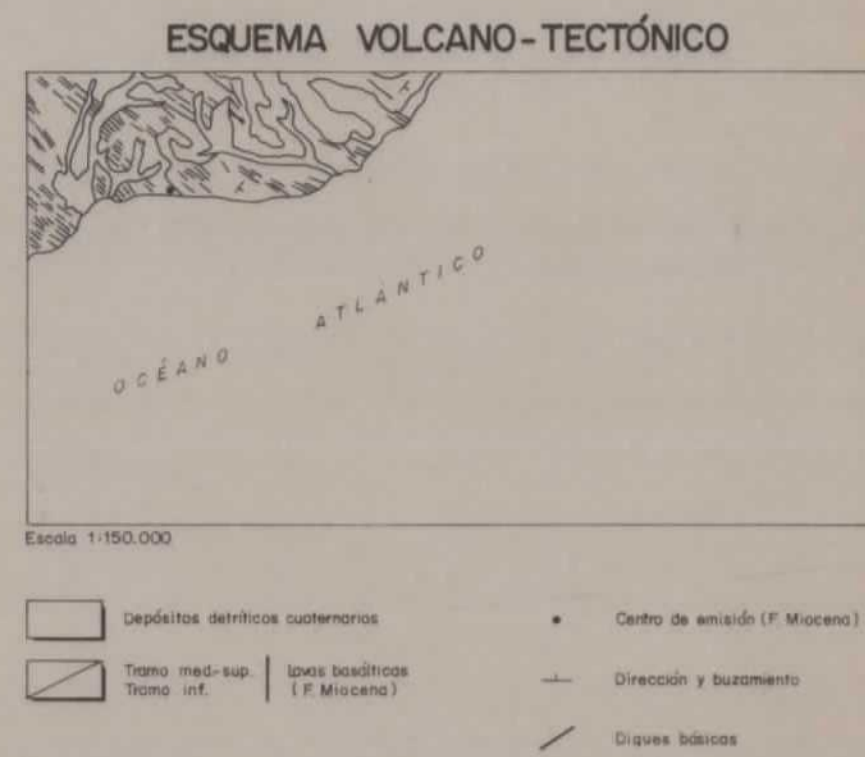 ESQUEMA VOLCANO-TECTÓNICO
OCÉANO ATLÁNTICO
Escala 1:150.000
Depósitos detríticos cuaternarios
Tramo med-sup.
Tramo inf.
Lavas basálticas
(F. Miocena)
Centro de emisión (F. Miocena)
Dirección y buzamiento
Diques básicos